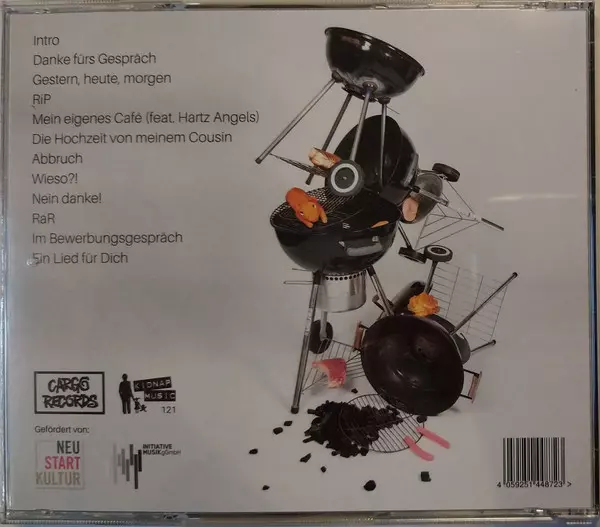 Intro
Danke fürs Gespräch
Gestern, heute, morgen
RiP
Mein eigenes Café (feat. Hartz Angels)
Die Hochzeit von meinem Cousin
Abbruch
Wieso?!
Nein danke!
RaR
Im Bewerbungsgespräch
Ein Lied für Dich
CARGO
RECORDS
KIDNAP
MUSIC
121
Gefördert von:
NEU
START
KULTUR
INITIATIVE
MUSIKgGmbH
4 059251 448723 >